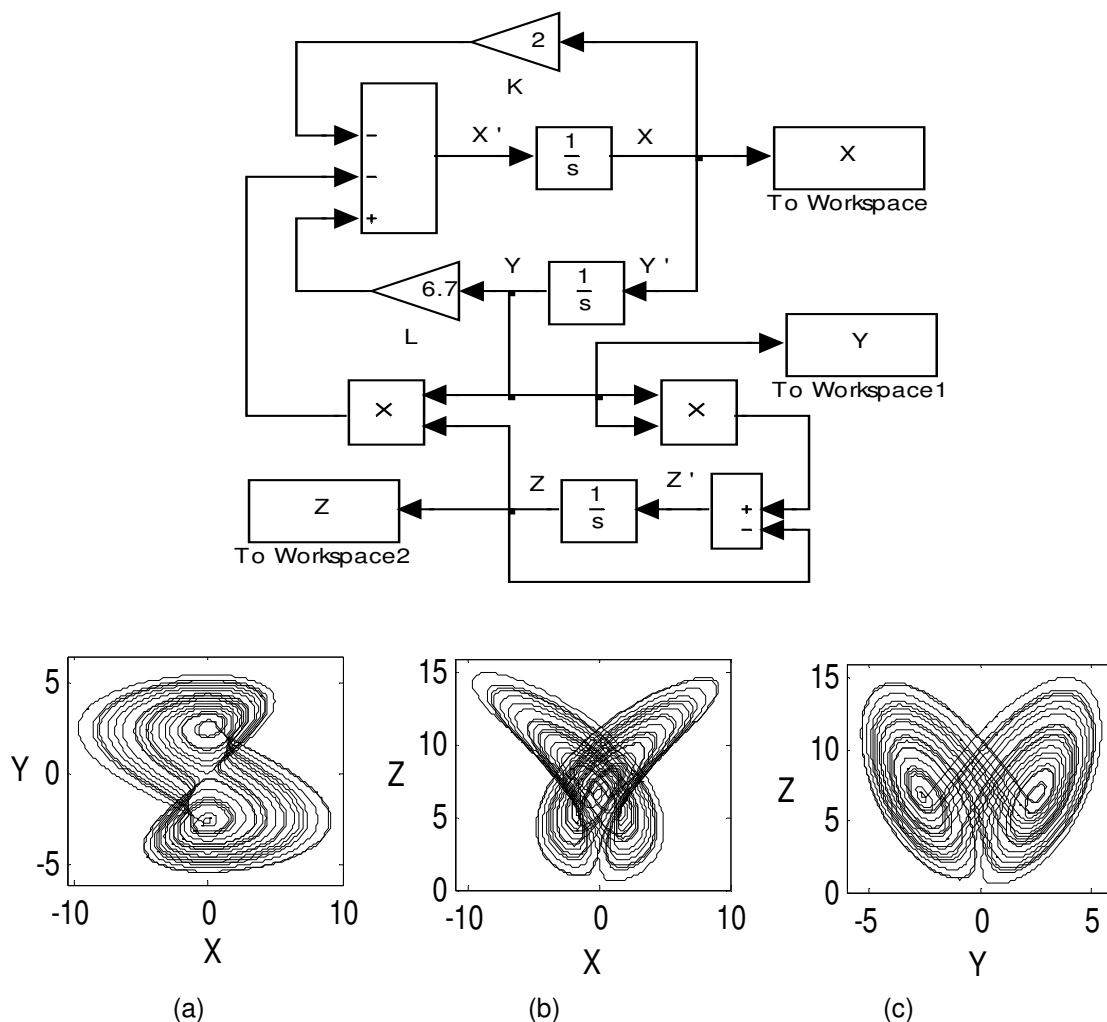 2
K
−
X ' 1 X
s
−
X
To Workspace
+
Y 1 Y '
s
6.7
L
Y
To Workspace1
X X
Z
To Workspace2
Z 1 Z '
s
+
−
5
Y 0
-5
-10 0 10
X
(a)
15
10
Z
5
0
-10 0 10
X
(b)
15
10
Z
5
0
-5 0 5
Y
(c)